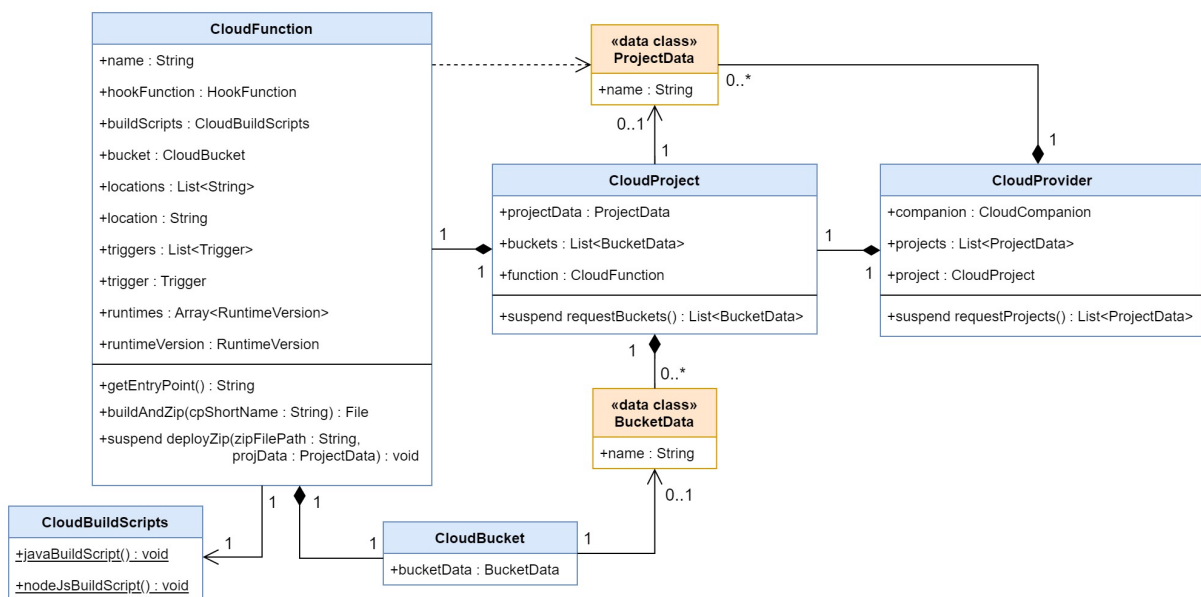 CloudFunction
+name : String
+hookFunction : HookFunction
+buildScripts : CloudBuildScripts
+bucket : CloudBucket
+locations : List<String>
+location : String
+triggers : List<Trigger>
+trigger : Trigger
+runtimes : Array<RuntimeVersion>
+runtimeVersion : RuntimeVersion
+getEntryPoint() : String
+buildAndZip(cpShortName : String) : File
+suspend deployZip(zipFilePath : String,
projData : ProjectData) : void
«data class»
ProjectData
+name : String
0..*
0..1
1
1
CloudProject
+projectData : ProjectData
+buckets : List<BucketData>
+function : CloudFunction
+suspend requestBuckets() : List<BucketData>
1
1
CloudProvider
+companion : CloudCompanion
+projects : List<ProjectData>
+project : CloudProject
+suspend requestProjects() : List<ProjectData>
1
1
1
0..*
«data class»
BucketData
+name : String
0..1
1
1
CloudBuildScripts
+javaBuildScript() : void
+nodeJsBuildScript() : void
1
1
CloudBucket
+bucketData : BucketData
1